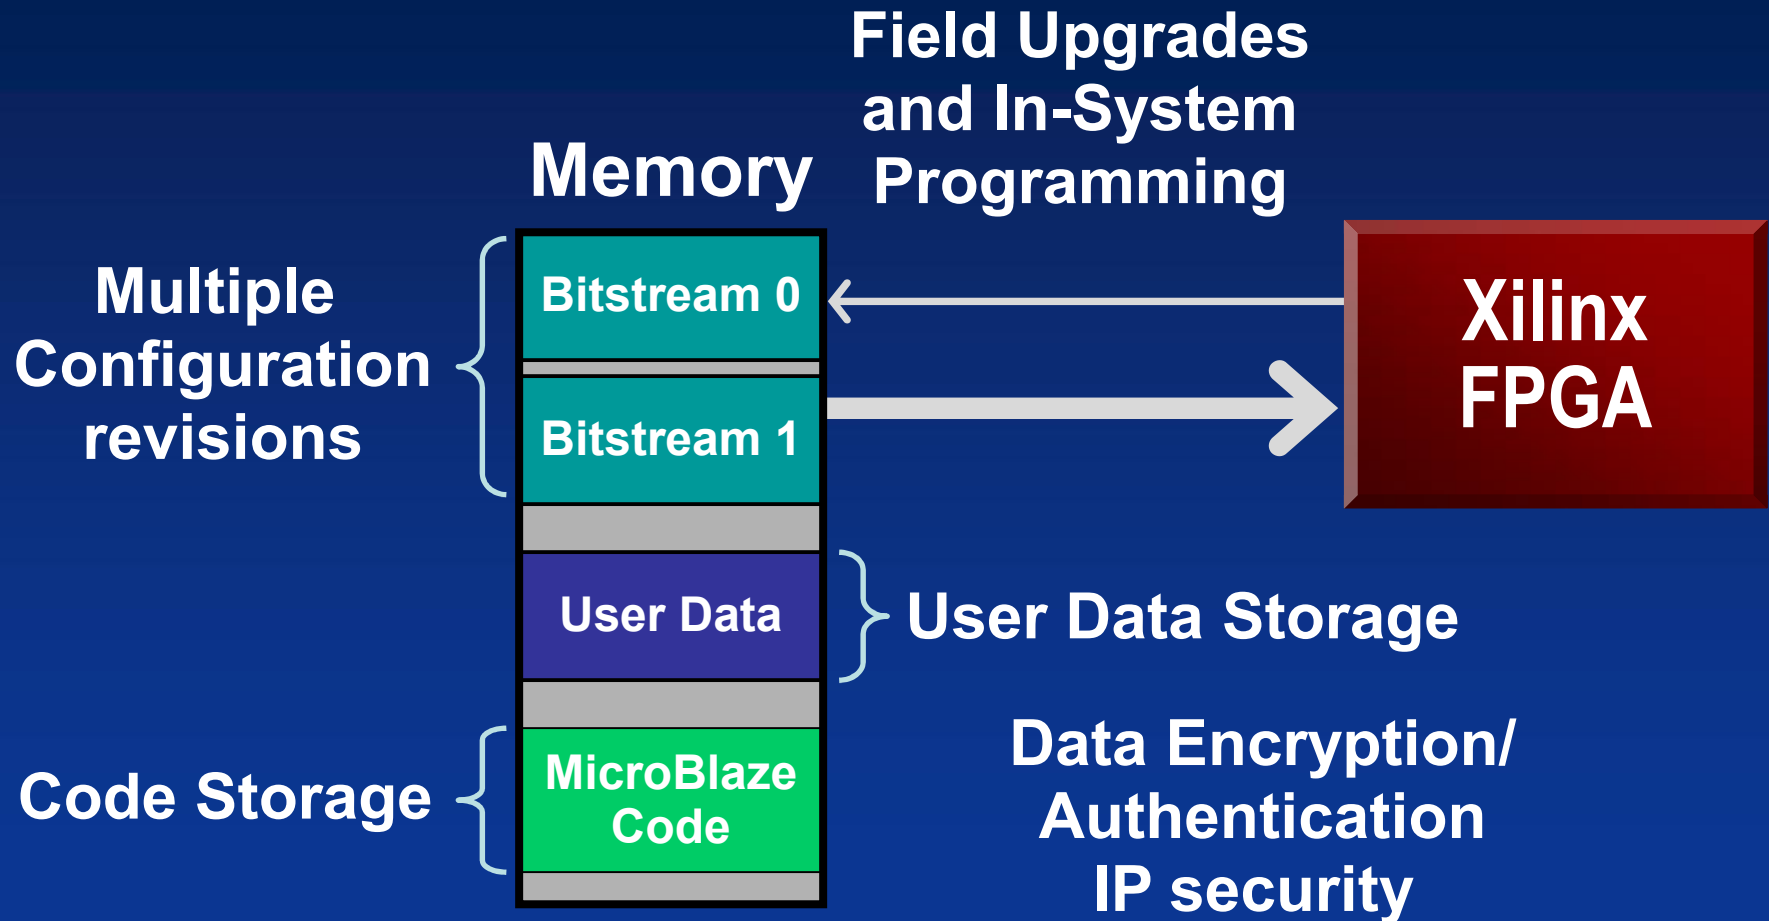 Field Upgrades
and In-System
Programming
Memory
Multiple
Configuration
revisions
Bitstream 0
Bitstream 1
Xilinx
FPGA
User Data
User Data Storage
Code Storage
MicroBlaze
Code
Data Encryption/
Authentication
IP security